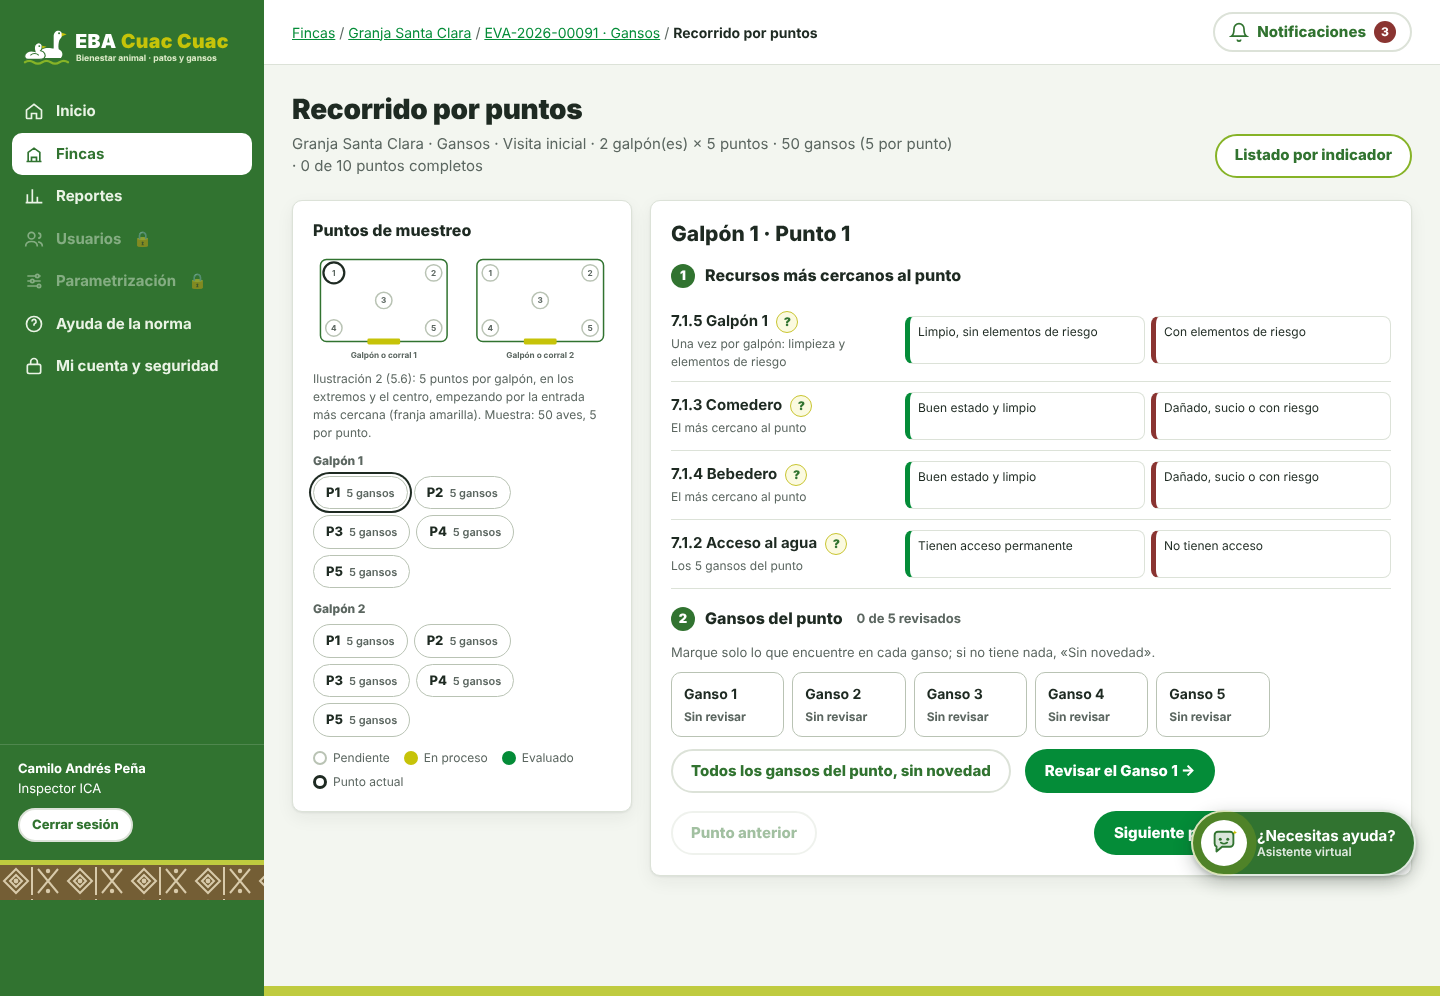 EBA Cuac Cuac
Bienestar animal · patos y gansos
Inicio
Fincas
Reportes
Usuarios
Parametrización
Ayuda de la norma
Mi cuenta y seguridad
Camilo Andrés Peña
Inspector ICA
Cerrar sesión
Fincas / Granja Santa Clara / EVA-2026-00091 · Gansos / Recorrido por puntos
Notificaciones 3
Recorrido por puntos
Granja Santa Clara · Gansos · Visita inicial · 2 galpón(es) × 5 puntos · 50 gansos (5 por punto)
· 0 de 10 puntos completos
Listado por indicador
Puntos de muestreo
1 2
3
4 5
Galpón o corral 1
1 2
3
4 5
Galpón o corral 2
Ilustración 2 (5.6): 5 puntos por galpón, en los
extremos y el centro, empezando por la entrada
más cercana (franja amarilla). Muestra: 50 aves, 5
por punto.
Galpón 1
P1 5 gansos P2 5 gansos
P3 5 gansos P4 5 gansos
P5 5 gansos
Galpón 2
P1 5 gansos P2 5 gansos
P3 5 gansos P4 5 gansos
P5 5 gansos
Pendiente En proceso Evaluado
Punto actual
Galpón 1 · Punto 1
1 Recursos más cercanos al punto
7.1.5 Galpón 1 ?
Una vez por galpón: limpieza y
elementos de riesgo
Limpio, sin elementos de riesgo
Con elementos de riesgo
7.1.3 Comedero ?
El más cercano al punto
Buen estado y limpio
Dañado, sucio o con riesgo
7.1.4 Bebedero ?
El más cercano al punto
Buen estado y limpio
Dañado, sucio o con riesgo
7.1.2 Acceso al agua ?
Los 5 gansos del punto
Tienen acceso permanente
No tienen acceso
2 Gansos del punto 0 de 5 revisados
Marque solo lo que encuentre en cada ganso; si no tiene nada, «Sin novedad».
Ganso 1
Sin revisar
Ganso 2
Sin revisar
Ganso 3
Sin revisar
Ganso 4
Sin revisar
Ganso 5
Sin revisar
Todos los gansos del punto, sin novedad
Revisar el Ganso 1 →
Punto anterior
Siguiente
¿Necesitas ayuda?
Asistente virtual